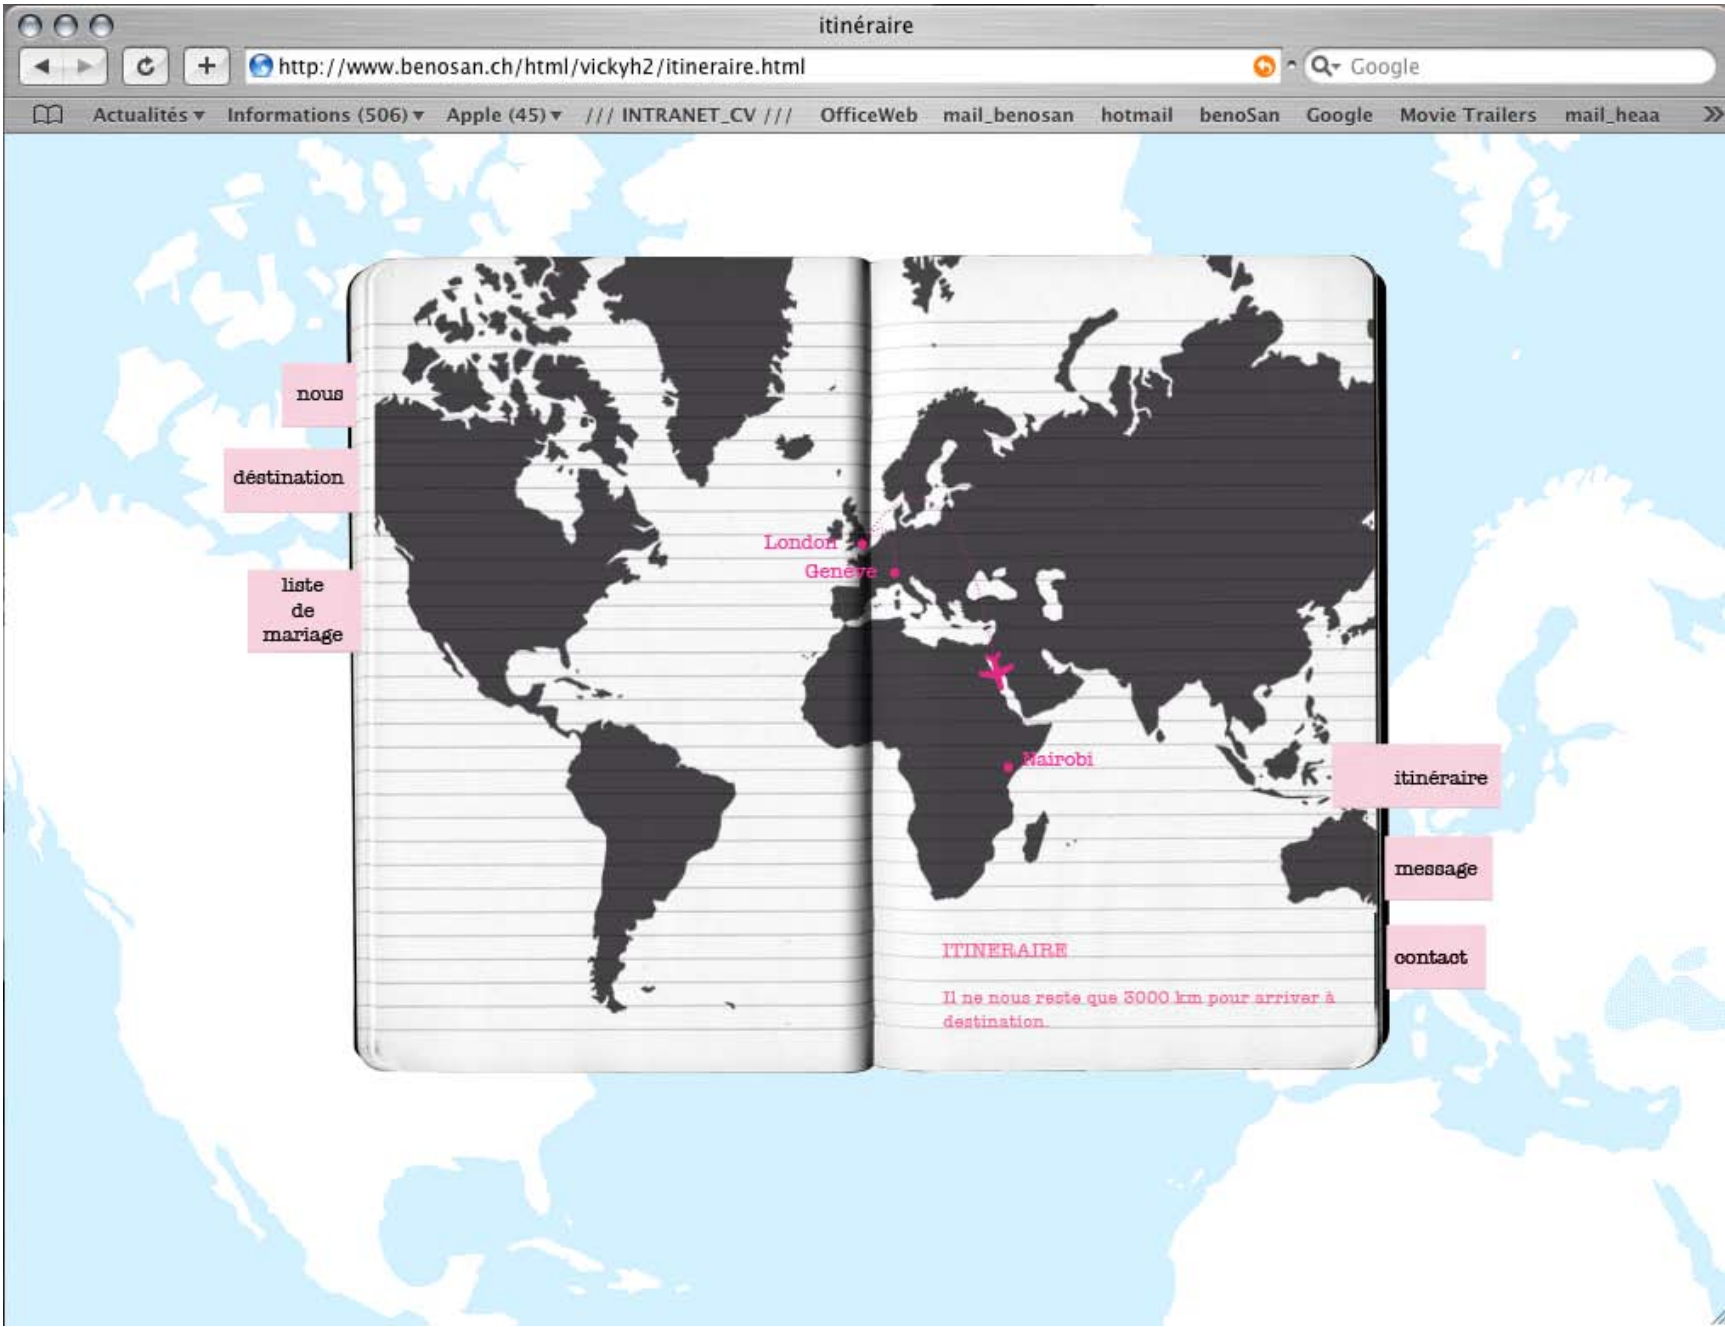 itinéraire
http://www.benosan.ch/html/vickyh2/itineraire.html
Google
Actualités Informations (506) Apple (45) /// INTRANET_CV /// OfficeWeb mail_benosan hotmail benoSan Google Movie Trailers mail_heaa
nous
déstination
liste
de
mariage
London
Genève
Nairobi
itinéraire
message
contact
ITINERAIRE
Il ne nous reste que 3000 km pour arriver à
destination.